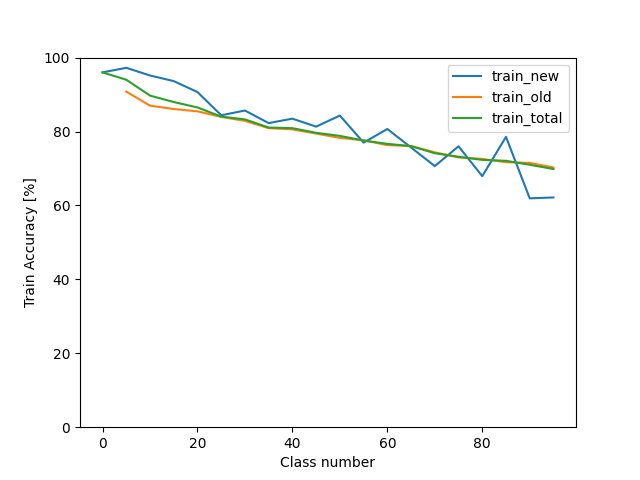 100
80
60
40
20
0
Train Accuracy [%]
train_new
train_old
train_total
0 20 40 60 80
Class number